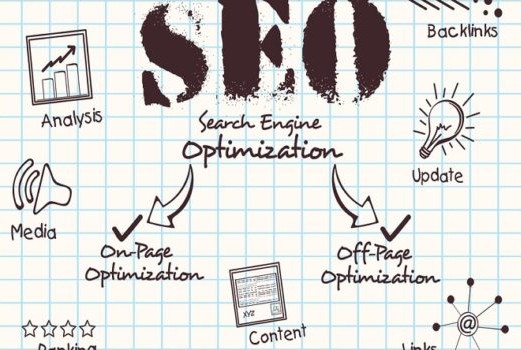 SEO
Backlinks
Analysis
Search Engine
Optimization
Update
Media
On-Page
Optimization
Off-Page
Optimization
XYZ
@
Content
Ranking
Links